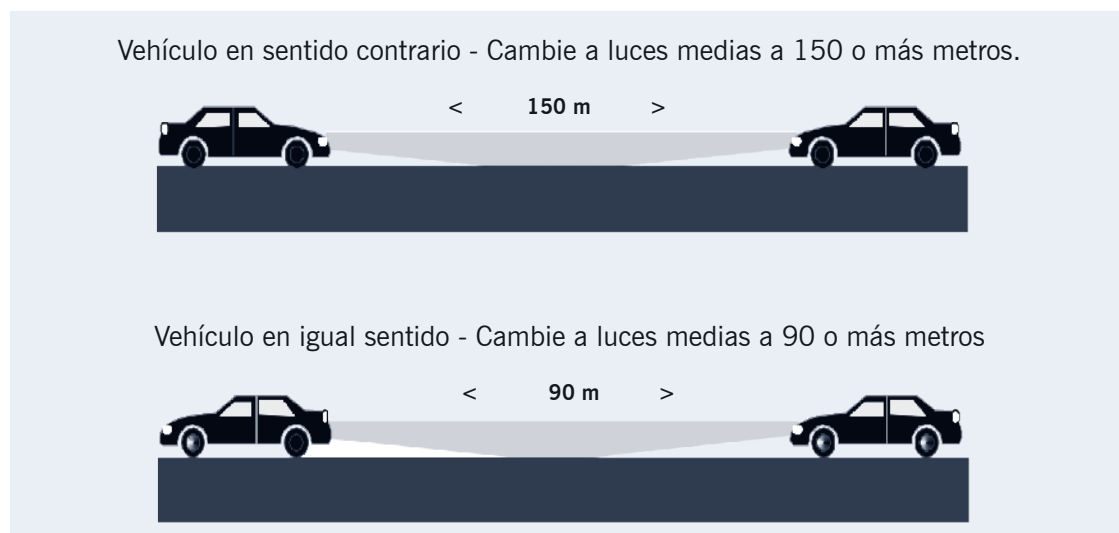 Vehículo en sentido contrario - Cambie a luces medias a 150 o más metros.
< 150 m >
Vehículo en igual sentido - Cambie a luces medias a 90 o más metros
< 90 m >